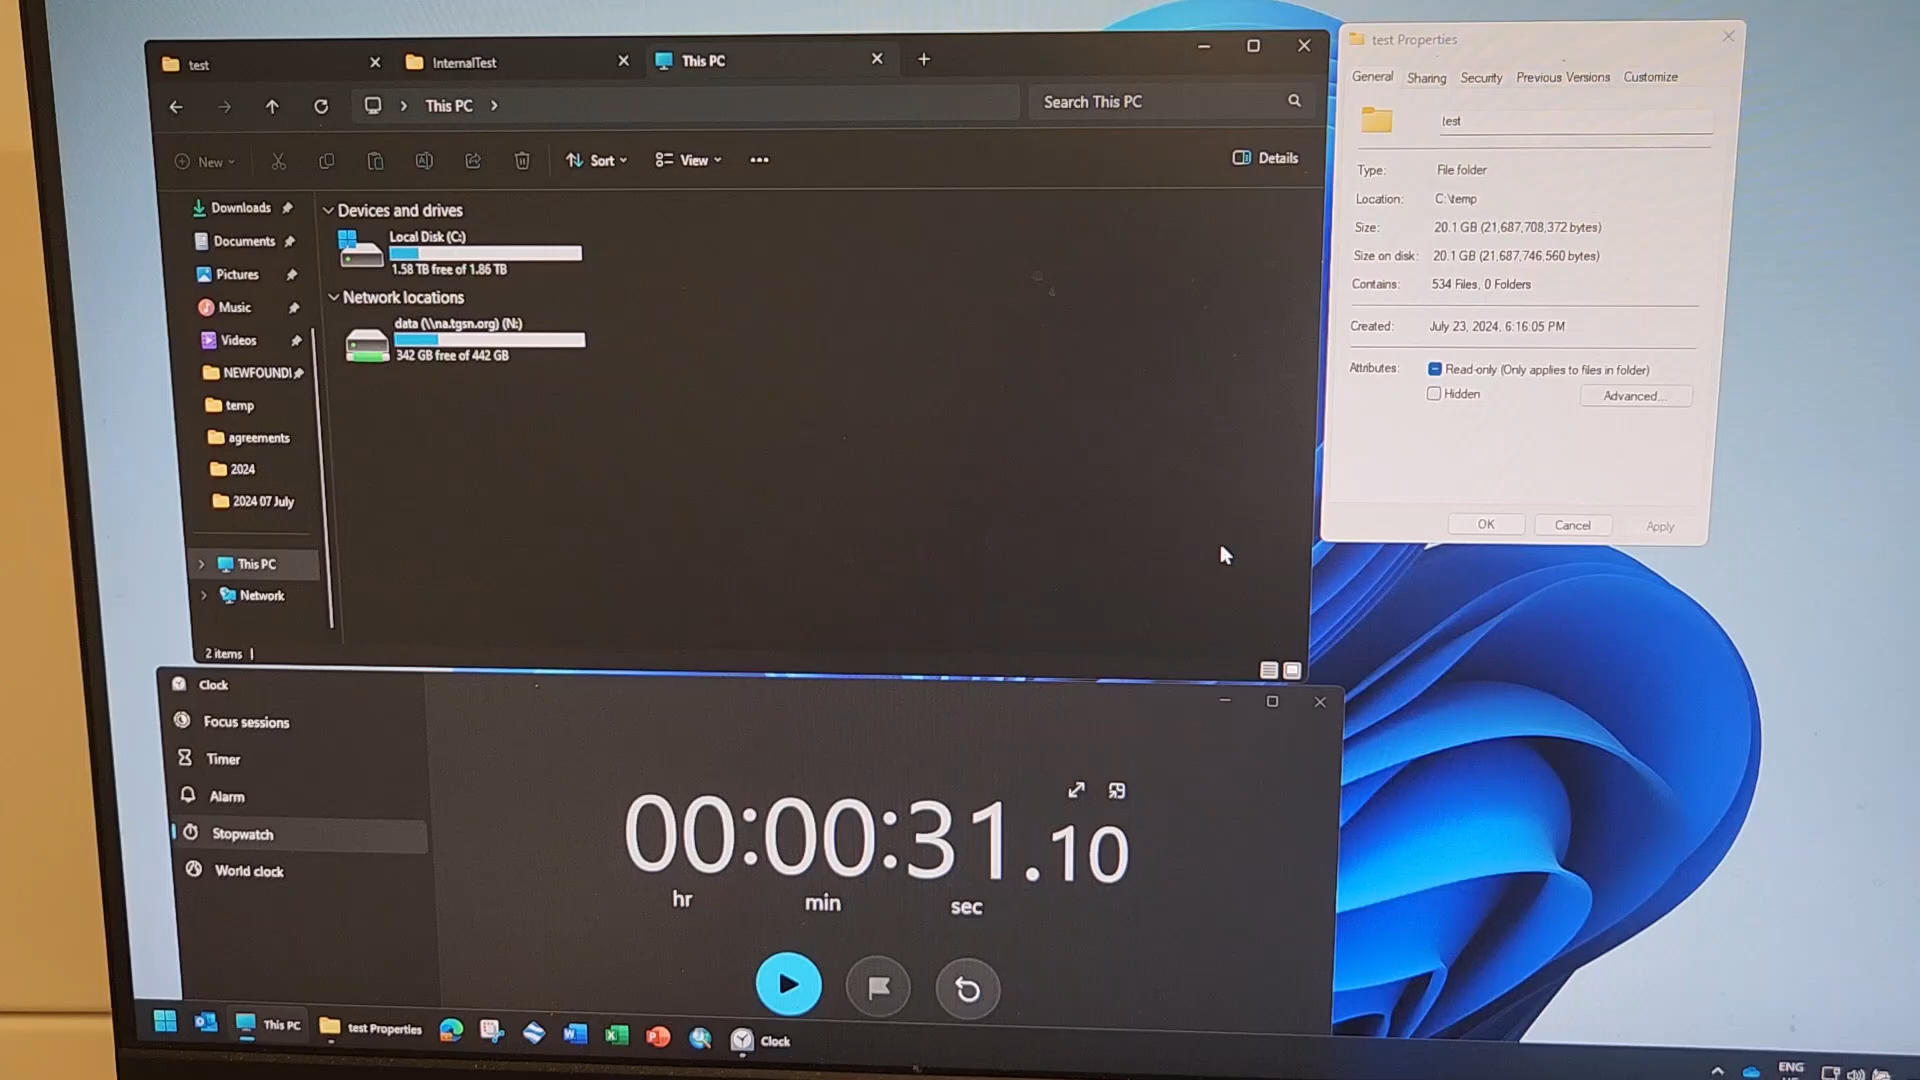 test
InternalTest
This PC
This PC
Search This PC
New
Sort
View
Details
Downloads
Documents
Pictures
Music
Videos
NEWFOUNDI
temp
agreements
2024
2024 07 July
This PC
Network
2 items
Devices and drives
Local Disk (C:)
1.58 TB free of 1.86 TB
Network locations
data (\\na.tgsn.org) (N:)
342 GB free of 442 GB
test Properties
General Sharing Security Previous Versions Customize
test
Type: File folder
Location: C:\temp
Size: 20.1 GB (21,687,708,372 bytes)
Size on disk: 20.1 GB (21,687,746,560 bytes)
Contains: 534 Files, 0 Folders
Created: July 23, 2024, 6:16:05 PM
Attributes: Read-only (Only applies to files in folder)
Hidden
Advanced...
OK
Cancel
Apply
Clock
Focus sessions
Timer
Alarm
Stopwatch
World clock
00:00:31.10
hr min sec
This PC
test Properties
Clock
ENG